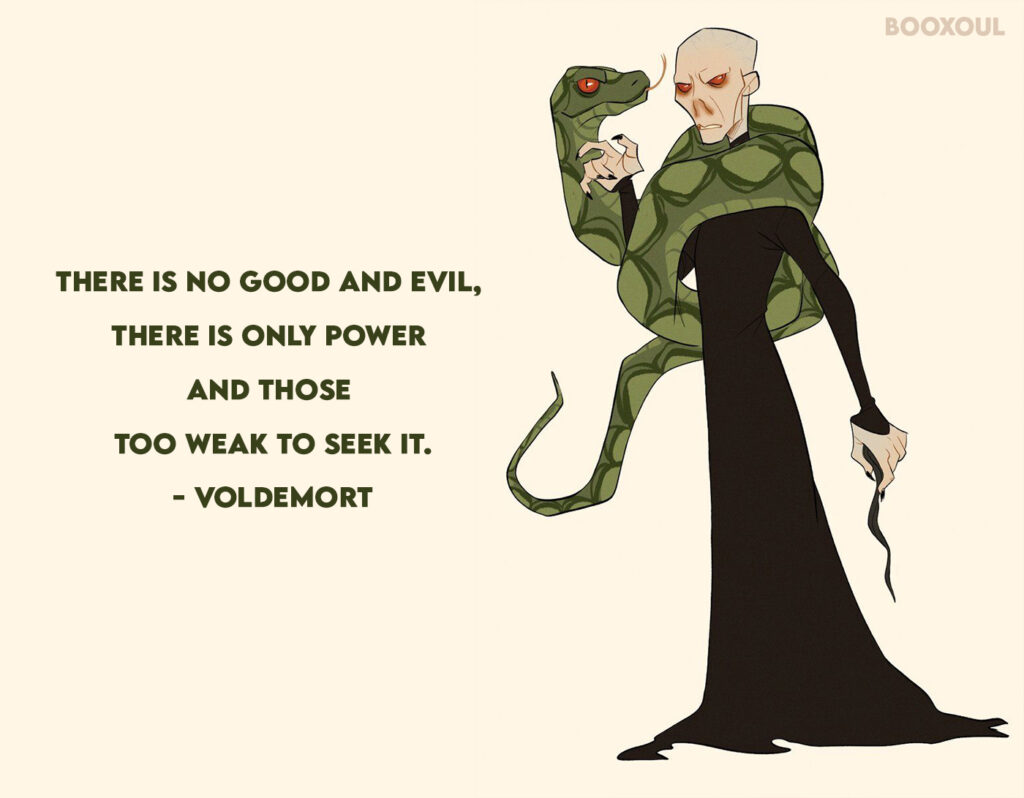 BOOXOUL
THERE IS NO GOOD AND EVIL,
THERE IS ONLY POWER
AND THOSE
TOO WEAK TO SEEK IT.
- VOLDEMORT